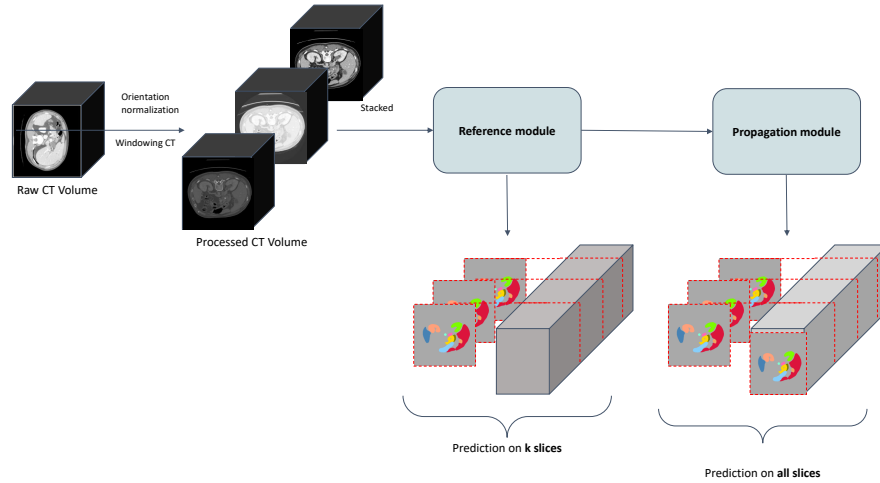 Orientation
normalization
Windowing CT
Raw CT Volume
Processed CT Volume
Stacked
Reference module
Propagation module
Prediction on k slices
Prediction on all slices